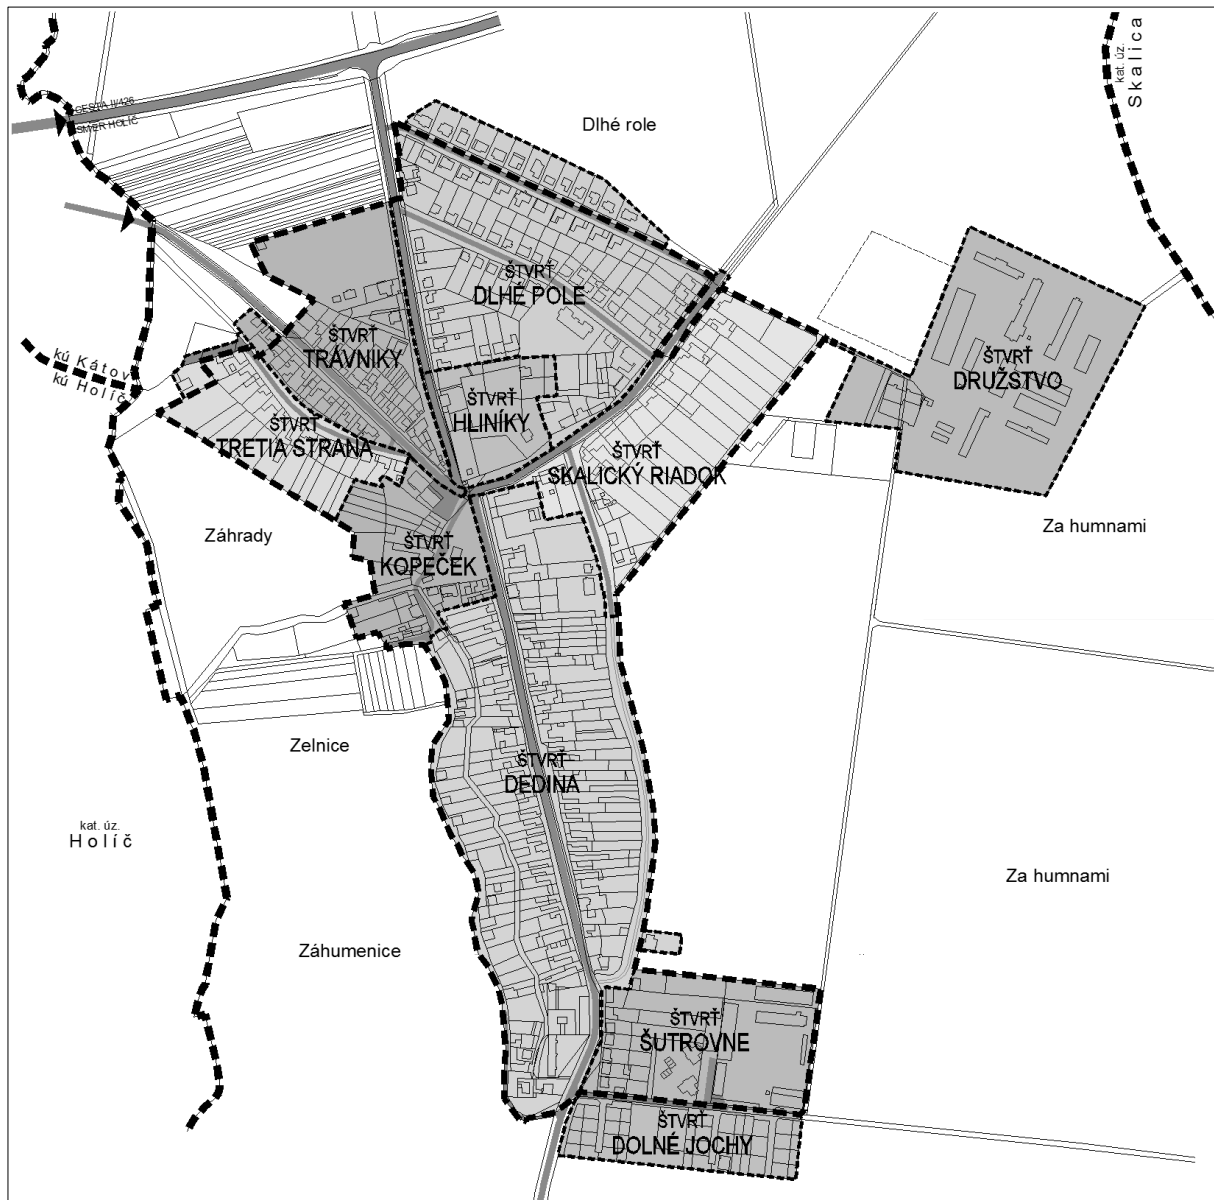 kat. úz.
Skalica
CESTA II/426
SMER HOLÍČ
Dlhé role
ŠTVRŤ
DLHÉ POLE
ŠTVRŤ
TRÁVNIKY
kú Kátov
kú Holíč
ŠTVRŤ
DRUŽSTVO
ŠTVRŤ
HLINÍKY
ŠTVRŤ
TRETIA STRANA
ŠTVRŤ
SKALICKÝ RIADOK
Záhrady
ŠTVRŤ
KOPEČEK
Za humnami
Zelnice
ŠTVRŤ
DEDINA
kat. úz.
Holíč
Za humnami
Záhumenice
ŠTVRŤ
ŠUTROVNE
ŠTVRŤ
DOLNÉ JOCHY